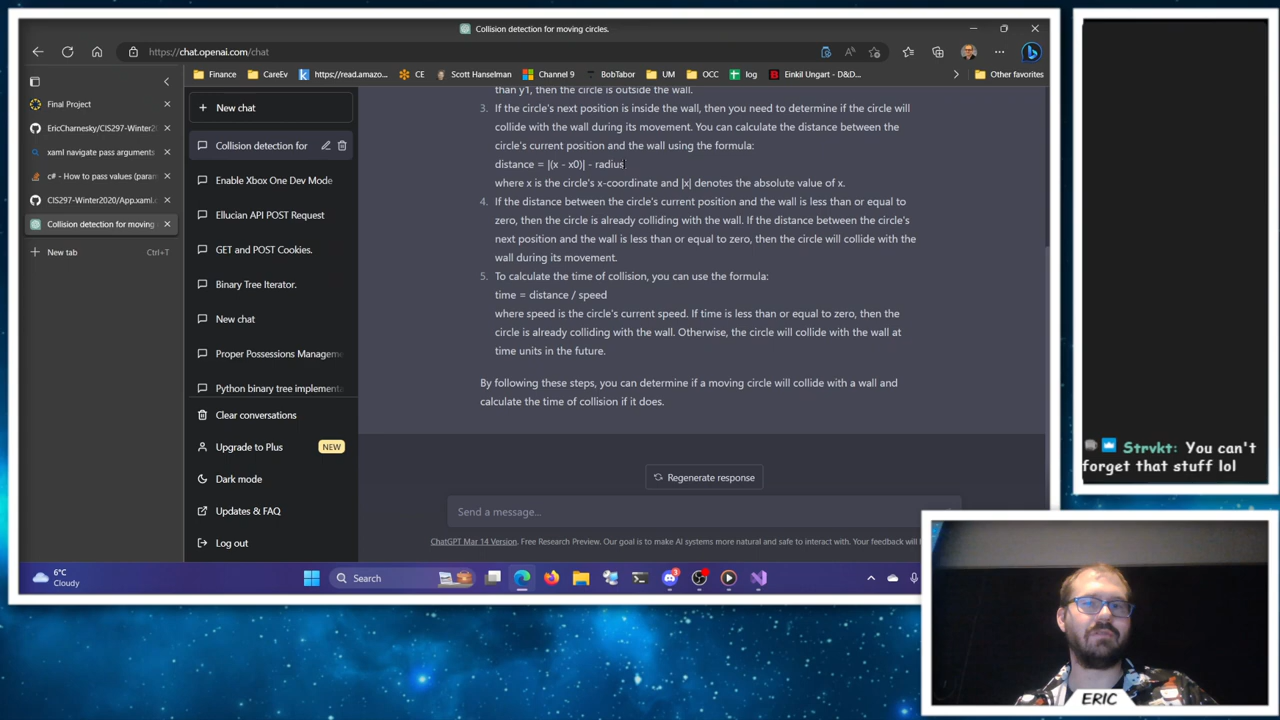 Collision detection for moving circles.
https://chat.openai.com/chat
Finance
CareEv
https://read.amazo...
CE
Scott Hanselman
Channel 9
BobTabor
UM
OCC
log
Einkil Ungart - D&D...
Other favorites
Final Project
EricCharnesky/CIS297-Winter2
xaml navigate pass arguments
c# - How to pass values (param
CIS297-Winter2020/App.xaml.c
Collision detection for moving
New tab
Ctrl+T
New chat
Collision detection for
Enable Xbox One Dev Mode
Ellucian API POST Request
GET and POST Cookies.
Binary Tree Iterator.
New chat
Proper Possessions Manageme
Python binary tree implementa
Clear conversations
Upgrade to Plus
NEW
Dark mode
Updates & FAQ
Log out
than y1, then the circle is outside the wall.
3. If the circle's next position is inside the wall, then you need to determine if the circle will
collide with the wall during its movement. You can calculate the distance between the
circle's current position and the wall using the formula:
distance = |(x - x0)| - radius
where x is the circle's x-coordinate and |x| denotes the absolute value of x.
4. If the distance between the circle's current position and the wall is less than or equal to
zero, then the circle is already colliding with the wall. If the distance between the circle's
next position and the wall is less than or equal to zero, then the circle will collide with the
wall during its movement.
5. To calculate the time of collision, you can use the formula:
time = distance / speed
where speed is the circle's current speed. If time is less than or equal to zero, then the
circle is already colliding with the wall. Otherwise, the circle will collide with the wall at
time units in the future.
By following these steps, you can determine if a moving circle will collide with a wall and
calculate the time of collision if it does.
Regenerate response
Send a message...
ChatGPT Mar 14 Version. Free Research Preview. Our goal is to make AI systems more natural and safe to interact with. Your feedback will
6°C
Cloudy
Search
3
Strvkt: You can't
forget that stuff lol
ERIC